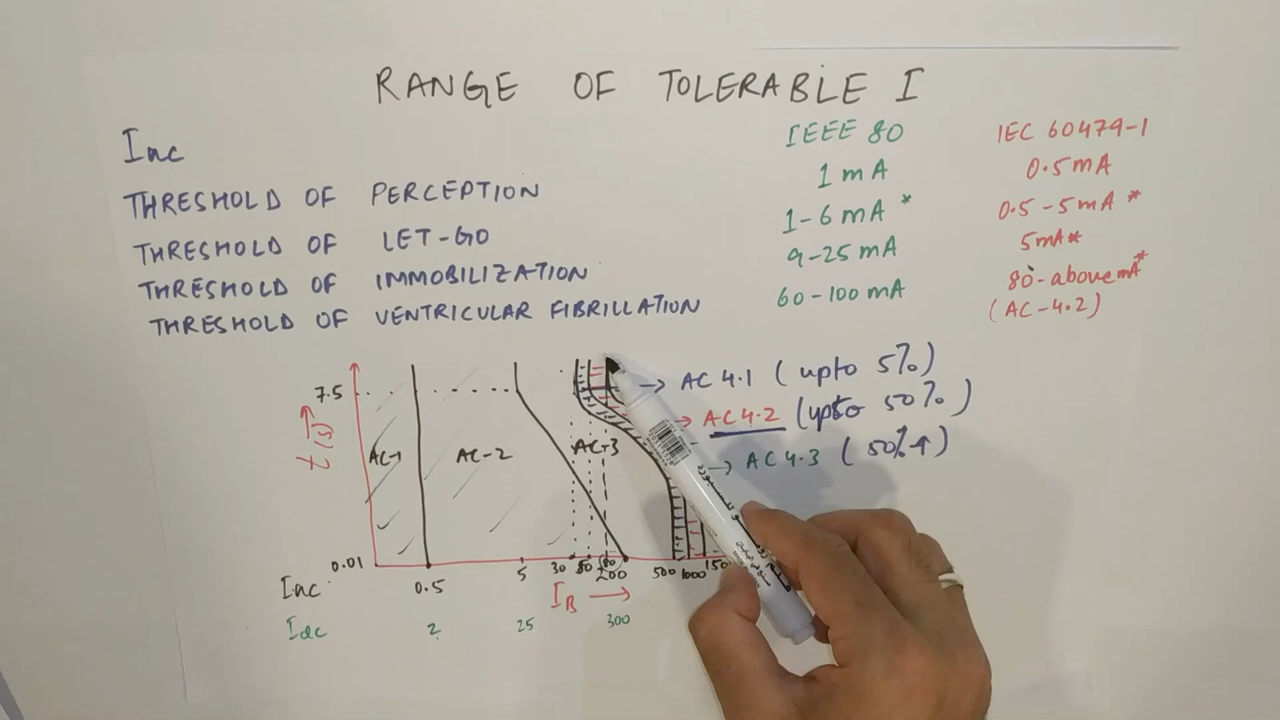 RANGE OF TOLERABLE I
IEEE 80
IEC 60479-1
Iac
1 mA
0.5mA
THRESHOLD OF PERCEPTION
1-6 mA *
0.5-5mA *
THRESHOLD OF LET-GO
9-25 mA
5mA*
THRESHOLD OF IMMOBILIZATION
60-100 mA
80-above mA*
THRESHOLD OF VENTRICULAR FIBRILLATION
(AC-4.2)
→ AC 4.1 (upto 5%)
7.5
→ AC 4.2 (upto 50%)
AC-1
AC-2
AC-3
→ AC 4.3 (50%↑)
0.01
Iac
0.5
5
30
50
80
200
500
1000
150
IB →
Idc
2
25
300